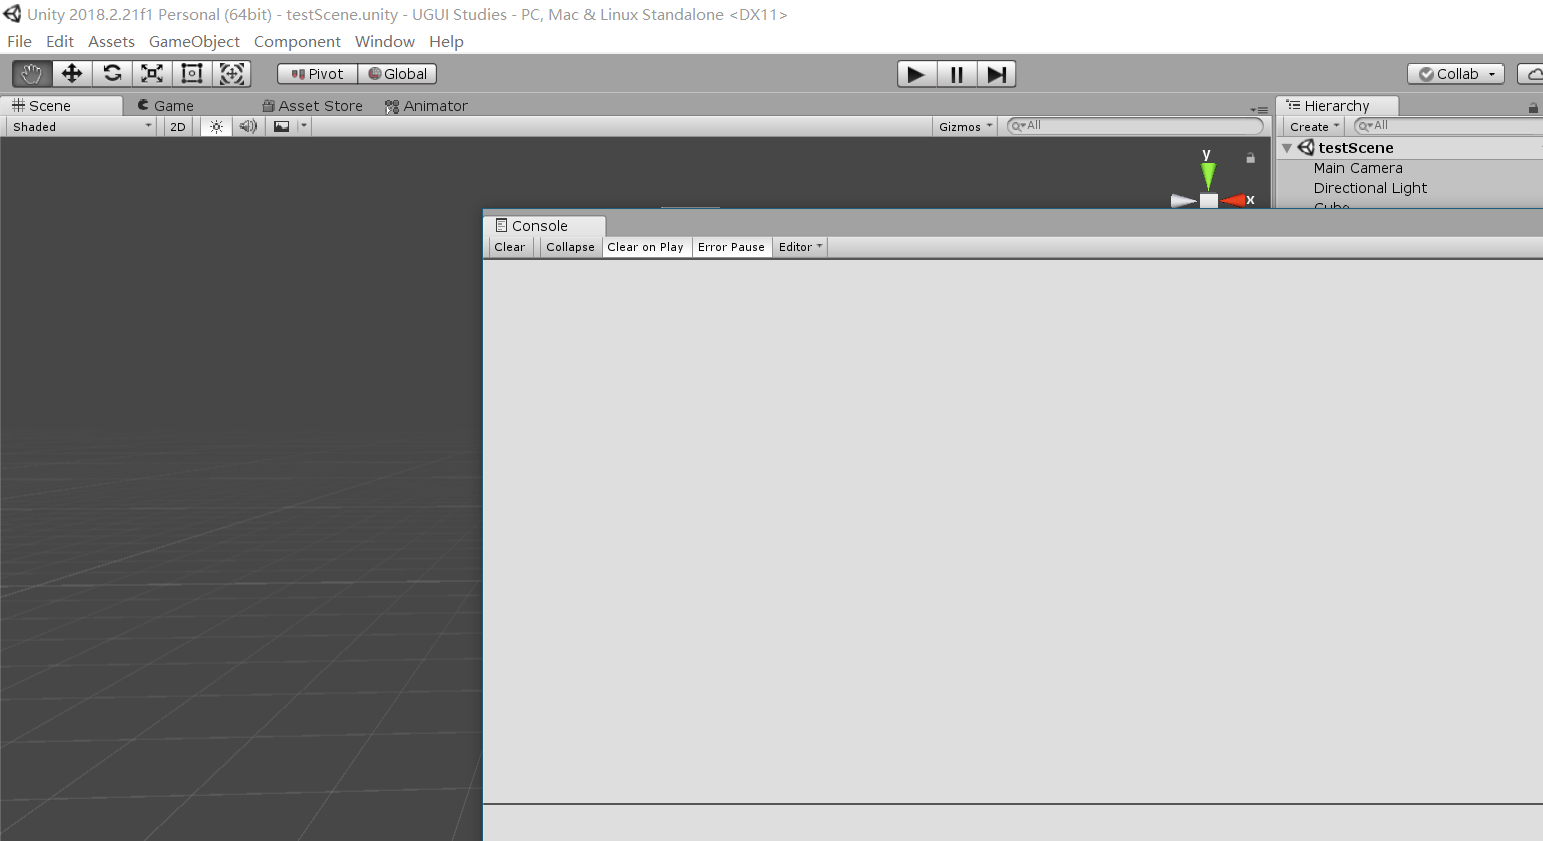 Unity 2018.2.21f1 Personal (64bit) - testScene.unity - UGUI Studies - PC, Mac & Linux Standalone <DX11>
File Edit Assets GameObject Component Window Help
Pivot Global Collab
Scene Game Asset Store Animator Hierarchy
Shaded 2D Gizmos All Create All
testScene
y
Main Camera
Directional Light
x
Cube
Console
Clear Collapse Clear on Play Error Pause Editor